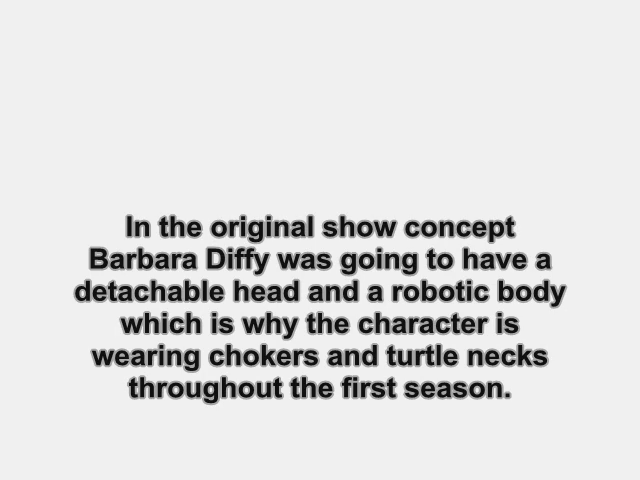 In the original show concept
Barbara Diffy was going to have a
detachable head and a robotic body
which is why the character is
wearing chokers and turtle necks
throughout the first season.